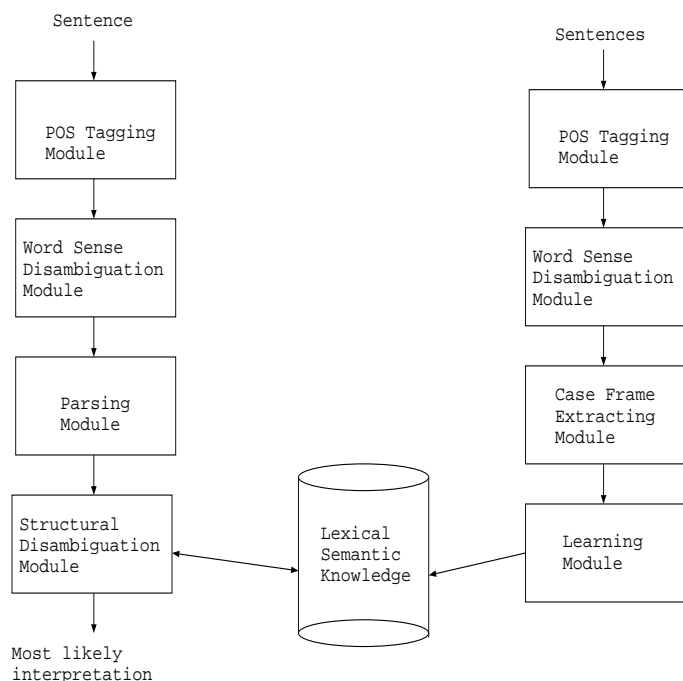 Sentence
POS Tagging
Module
Word Sense
Disambiguation
Module
Parsing
Module
Structural
Disambiguation
Module
Most likely
interpretation
Lexical
Semantic
Knowledge
Sentences
POS Tagging
Module
Word Sense
Disambiguation
Module
Case Frame
Extracting
Module
Learning
Module